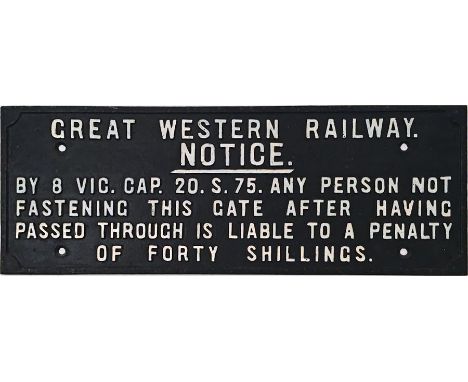 GREAT WESTERN RAILWAY.
NOTICE.
BY 8 VIC. CAP. 20. S. 75. ANY PERSON NOT
FASTENING THIS GATE AFTER HAVING
PASSED THROUGH IS LIABLE TO A PENALTY
OF FORTY SHILLINGS.